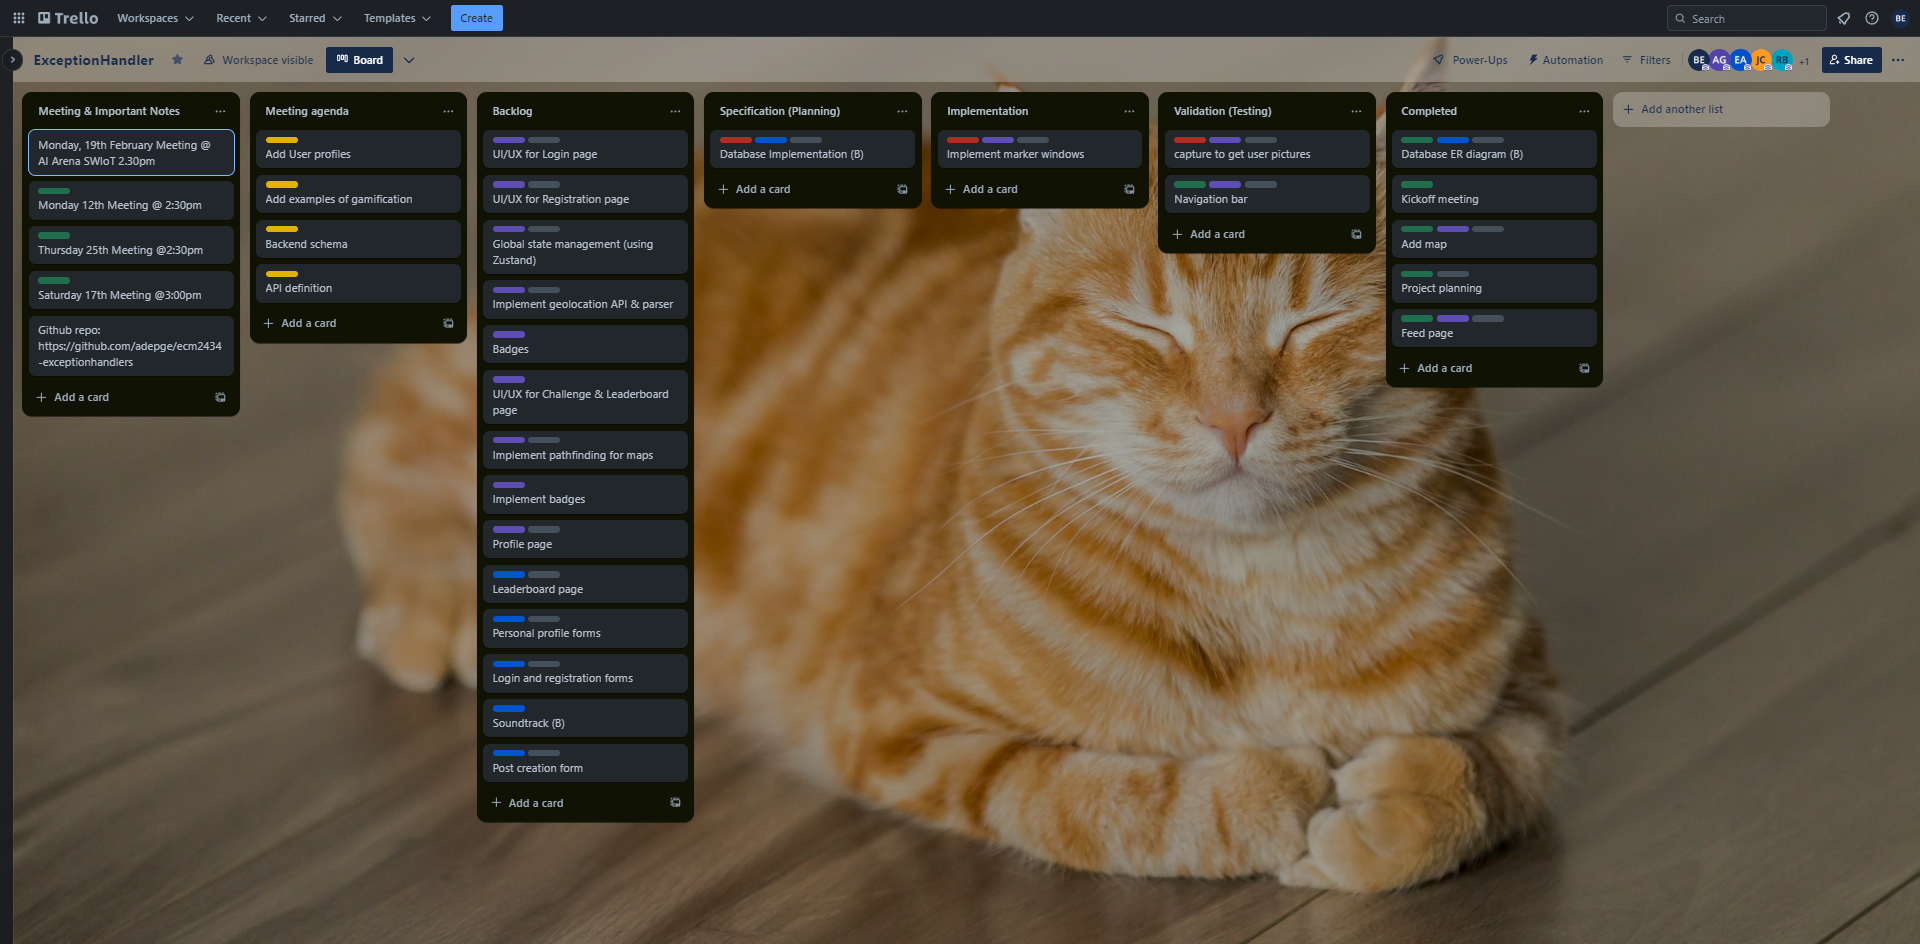 Trello
Workspaces
Recent
Starred
Templates
Create
Search
BE
ExceptionHandler
Workspace visible
Board
Power-Ups
Automation
Filters
BE
AG
EA
JC
RB
+1
Share
Meeting & Important Notes
Monday, 19th February Meeting @
AI Arena SWIoT 2.30pm
Monday 12th Meeting @ 2:30pm
Thursday 25th Meeting @2:30pm
Saturday 17th Meeting @3:00pm
Github repo:
https://github.com/adepge/ecm2434
-exceptionhandlers
Add a card
Meeting agenda
Add User profiles
Add examples of gamification
Backend schema
API definition
Add a card
Backlog
UI/UX for Login page
UI/UX for Registration page
Global state management (using
Zustand)
Implement geolocation API & parser
Badges
UI/UX for Challenge & Leaderboard
page
Implement pathfinding for maps
Implement badges
Profile page
Leaderboard page
Personal profile forms
Login and registration forms
Soundtrack (B)
Post creation form
Add a card
Specification (Planning)
Database Implementation (B)
Add a card
Implementation
Implement marker windows
Add a card
Validation (Testing)
capture to get user pictures
Navigation bar
Add a card
Completed
Database ER diagram (B)
Kickoff meeting
Add map
Project planning
Feed page
Add a card
Add another list